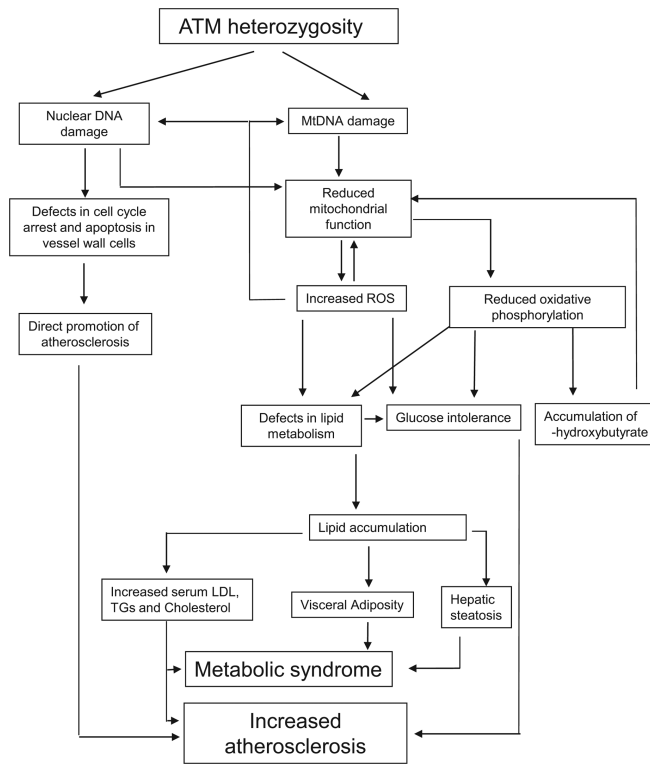 ATM heterozygosity
Nuclear DNA
damage
MtDNA damage
Reduced
mitochondrial
function
Defects in cell cycle
arrest and apoptosis in
vessel wall cells
Increased ROS
Reduced oxidative
phosphorylation
Direct promotion of
atherosclerosis
Defects in lipid
metabolism
Glucose intolerance
Accumulation of
-hydroxybutyrate
Lipid accumulation
Increased serum LDL,
TGs and Cholesterol
Visceral Adiposity
Hepatic
steatosis
Metabolic syndrome
Increased
atherosclerosis